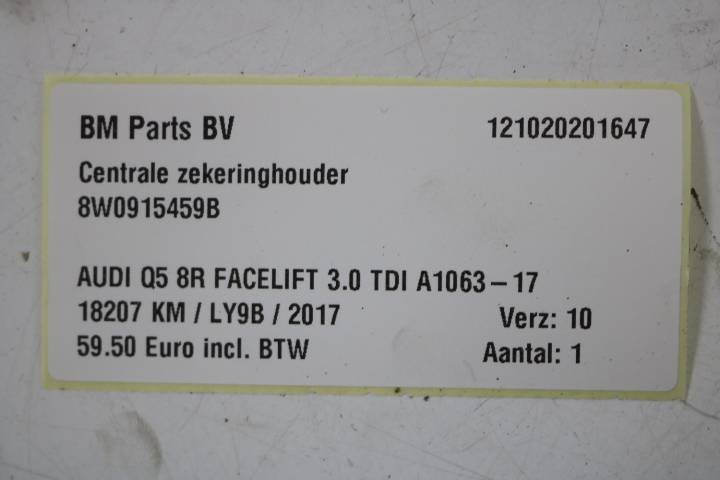 BM Parts BV 121020201647
Centrale zekeringhouder
8W0915459B
AUDI Q5 8R FACELIFT 3.0 TDI A1063-17
18207 KM / LY9B / 2017 Verz: 10
59.50 Euro incl. BTW Aantal: 1